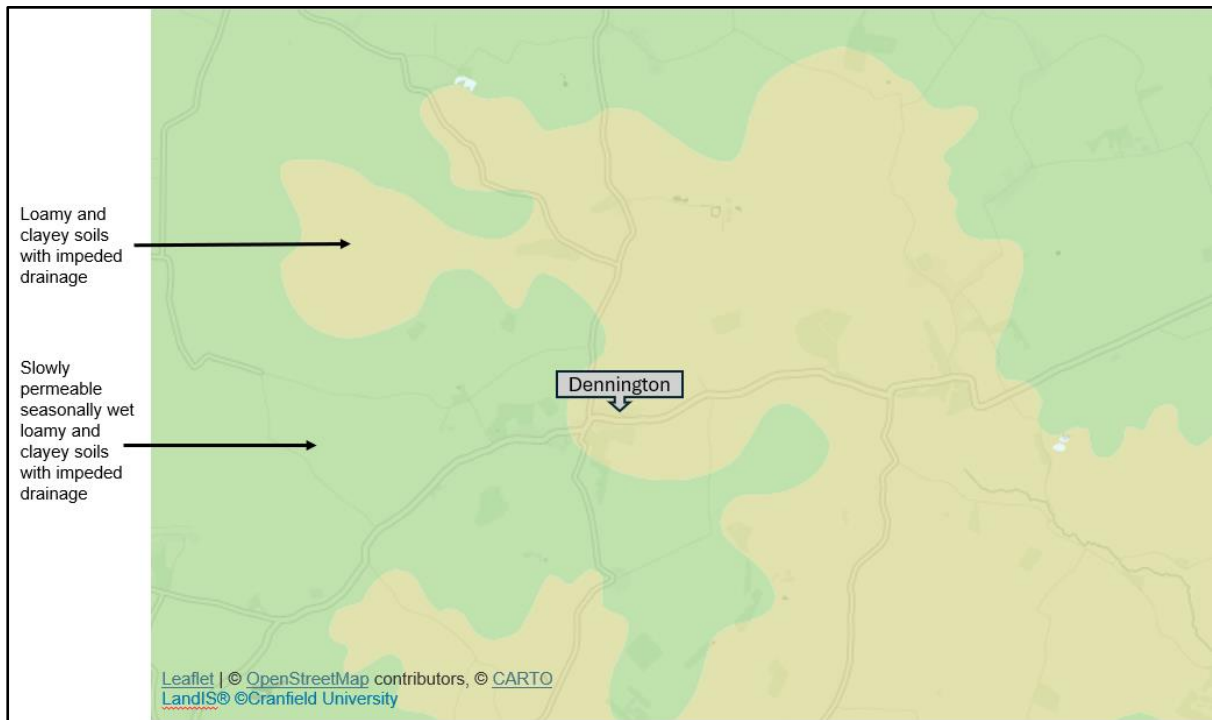 Loamy and
clayey soils
with impeded
drainage
Slowly
permeable
seasonally wet
loamy and
clayey soils
with impeded
drainage
Dennington
Leaflet | © OpenStreetMap contributors, © CARTO
LandIS® ©Cranfield University